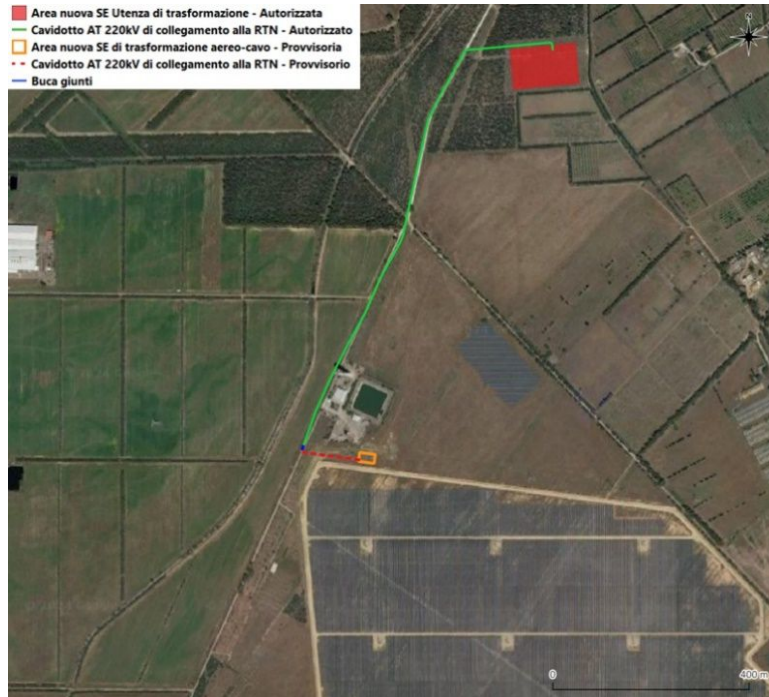 Area nuova SE Utenza di trasformazione - Autorizzata
Cavidotto AT 220kV di collegamento alla RTN - Autorizzato
Area nuova SE di trasformazione aereo-cavo - Provvisoria
Cavidotto AT 220kV di collegamento alla RTN - Provvisorio
Buca giunti
N
0
400 m